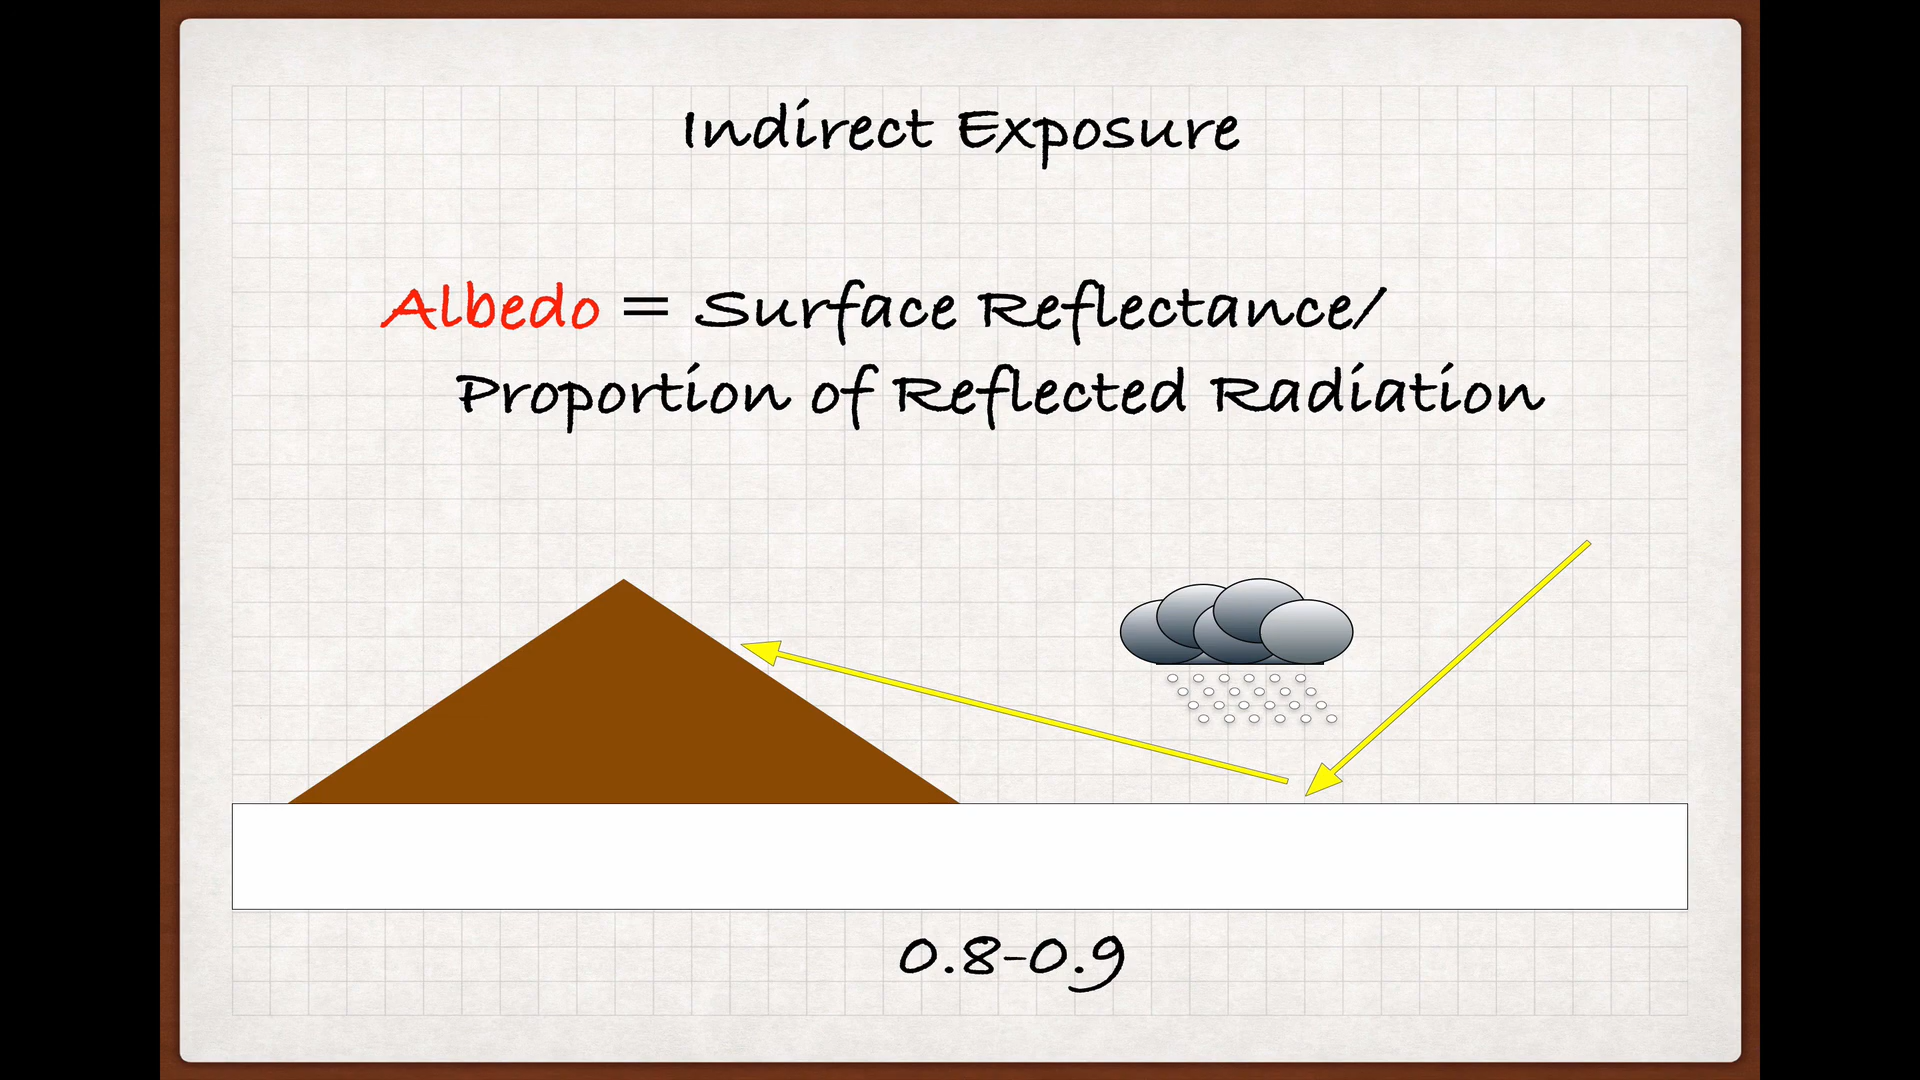 Indirect Exposure
Albedo = Surface Reflectance/
Proportion of Reflected Radiation
0.8-0.9